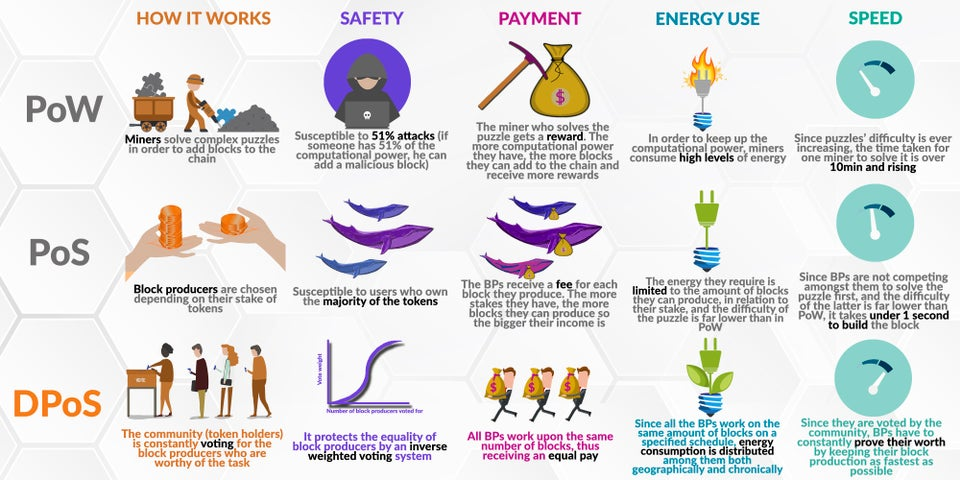 HOW IT WORKS
SAFETY
PAYMENT
ENERGY USE
SPEED
PoW
Miners solve complex puzzles
in order to add blocks to the
chain
Susceptible to 51% attacks (if
someone has 51% of the
computational power, he can
add a malicious block)
$
The miner who solves the
puzzle gets a reward. The
more computational power
they have, the more blocks
they can add to the chain and
receive more rewards
In order to keep up the
computational power, miners
consume high levels of energy
Since puzzles' difficulty is ever
increasing, the time taken for
one miner to solve it is over
10min and rising
PoS
Block producers are chosen
depending on their stake of
tokens
Susceptible to users who own
the majority of the tokens
The BPs receive a fee for each
block they produce. The more
stakes they have, the more
blocks they can produce so
the bigger their income is
The energy they require is
limited to the amount of blocks
they can produce, in relation to
their stake, and the difficulty of
the puzzle is far lower than in
PoW
Since BPs are not competing
amongst them to solve the
puzzle first, and the difficulty
of the latter is far lower than
PoW, it takes under 1 second
to build the block
DPoS
VOTE
The community (token holders)
is constantly voting for the
block producers who are
worthy of the task
Vote weight
Number of block producers voted for
It protects the equality of
block producers by an inverse
weighted voting system
$ $ $
All BPs work upon the same
number of blocks, thus
receiving an equal pay
Since all the BPs work on the
same amount of blocks on a
specified schedule, energy
consumption is distributed
among them both
geographically and chronically
Since they are voted by the
community, BPs have to
constantly prove their worth
by keeping their block
production as fastest as
possible